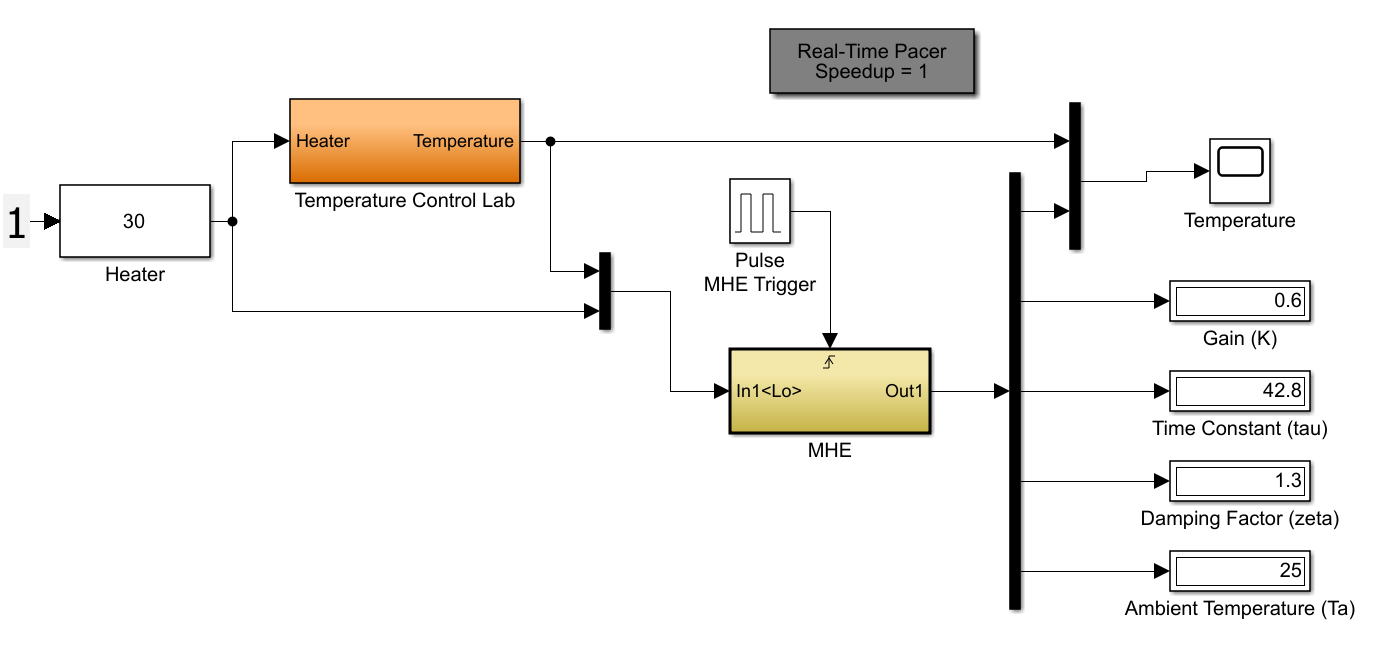 Real-Time Pacer
Speedup = 1
Heater
Temperature
Temperature Control Lab
1
30
Heater
Temperature
Pulse
MHE Trigger
0.6
Gain (K)
In1<Lo>
Out1
MHE
42.8
Time Constant (tau)
1.3
Damping Factor (zeta)
25
Ambient Temperature (Ta)